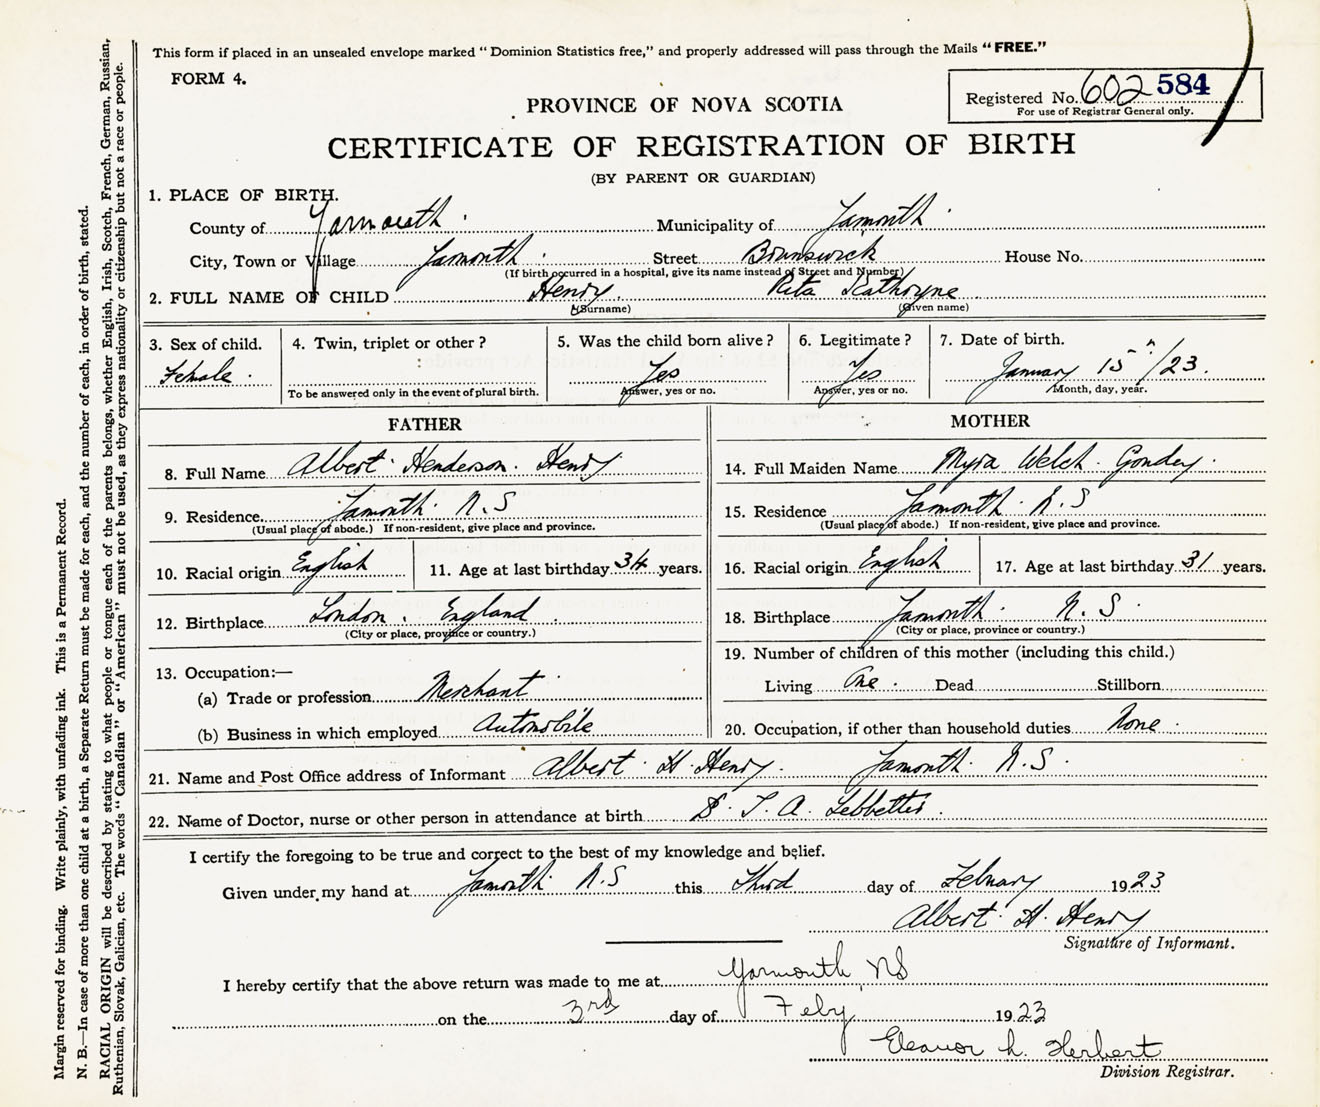 This form if placed in an unsealed envelope marked "Dominion Statistics free," and properly addressed will pass through the Mails "FREE."
FORM 4.
Registered No. 602 584
For use of Registrar General only.
PROVINCE OF NOVA SCOTIA
CERTIFICATE OF REGISTRATION OF BIRTH
(BY PARENT OR GUARDIAN)
1. PLACE OF BIRTH.
County of Yarmouth Municipality of Yarmouth
City, Town or Village Yarmouth Street Brunswick House No.
(If birth occurred in a hospital, give its name instead of Street and Number)
2. FULL NAME OF CHILD Henry Rita Kathryne
(Surname) (Given name)
3. Sex of child. 4. Twin, triplet or other? 5. Was the child born alive? 6. Legitimate? 7. Date of birth.
Female Yes Yes January 15/23.
To be answered only in the event of plural birth. Answer, yes or no. Answer, yes or no. Month, day, year.
FATHER MOTHER
8. Full Name Albert Henderson Henry 14. Full Maiden Name Myra Welch
9. Residence. Yarmouth N.S 15. Residence Yarmouth N.S
(Usual place of abode.) If non-resident, give place and province. (Usual place of abode.) If non-resident, give place and province.
10. Racial origin English 11. Age at last birthday 34 years. 16. Racial origin English 17. Age at last birthday 31 years.
12. Birthplace London. England 18. Birthplace Yarmouth N.S.
(City or place, province or country.) (City or place, province or country.)
13. Occupation:— 19. Number of children of this mother (including this child.)
(a) Trade or profession Merchant Living One. Dead Stillborn
(b) Business in which employed Automobile 20. Occupation, if other than household duties None.
21. Name and Post Office address of Informant Albert H. Henry. Yarmouth N.S.
22. Name of Doctor, nurse or other person in attendance at birth T. A. Lebbetter.
I certify the foregoing to be true and correct to the best of my knowledge and belief.
Given under my hand at Yarmouth N.S this Third day of Febuary 1923
Albert H. Henry
Signature of Informant.
I hereby certify that the above return was made to me at Yarmouth NS
on the 3rd day of Feby 1923
Eleanor L. Herbert
Division Registrar.
Margin reserved for binding. Write plainly, with unfading ink. This is a Permanent Record.
N. B.—In case of more than one child at a birth, a Separate Return must be made for each, and the number of each, in order of birth, stated.
RACIAL ORIGIN will be described by stating to what people or tongue each of the parents belongs, whether English, Irish, Scotch, French, German, Russian,
Ruthenian, Slovak, Galician, etc. The words "Canadian" or "American" must not be used, as they express nationality or citizenship but not a race or people.